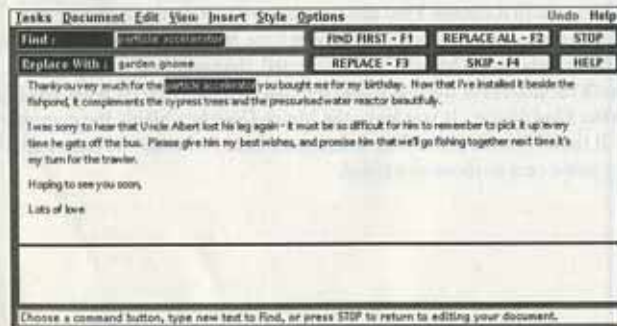 Tasks Document Edit View Insert Style Options Undo Help
Find : particle accelerator FIND FIRST - F1 REPLACE ALL - F2 STOP
Replace With : garden gnome REPLACE - F3 SKIP - F4 HELP
Thankyou very much for the particle accelerator you bought me for my birthday. Now that I've installed it beside the
fishpond, it complements the cypress trees and the pressurised water reactor beautifully.
I was sorry to hear that Uncle Albert lost his leg again - it must be so difficult for him to remember to pick it up every
time he gets off the bus. Please give him my best wishes, and promise him that we'll go fishing together next time it's
my turn for the trawler.
Hoping to see you soon,
Lots of love
Choose a command button, type new text to Find, or press STOP to return to editing your document.